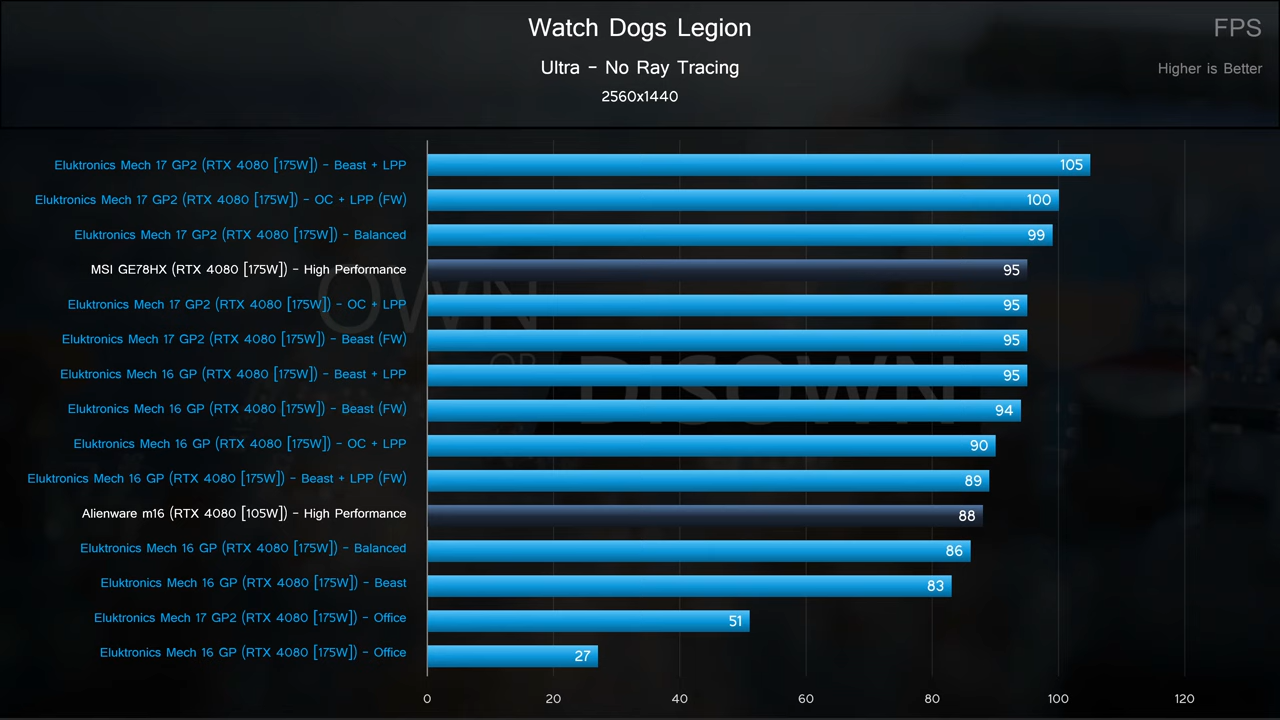 Watch Dogs Legion
FPS
Ultra - No Ray Tracing
Higher is Better
2560x1440
Eluktronics Mech 17 GP2 (RTX 4080 [175W]) - Beast + LPP 105
Eluktronics Mech 17 GP2 (RTX 4080 [175W]) - OC + LPP (FW) 100
Eluktronics Mech 17 GP2 (RTX 4080 [175W]) - Balanced 99
MSI GE78HX (RTX 4080 [175W]) - High Performance 95
Eluktronics Mech 17 GP2 (RTX 4080 [175W]) - OC + LPP 95
Eluktronics Mech 17 GP2 (RTX 4080 [175W]) - Beast (FW) 95
Eluktronics Mech 16 GP (RTX 4080 [175W]) - Beast + LPP 95
Eluktronics Mech 16 GP (RTX 4080 [175W]) - Beast (FW) 94
Eluktronics Mech 16 GP (RTX 4080 [175W]) - OC + LPP 90
Eluktronics Mech 16 GP (RTX 4080 [175W]) - Beast + LPP (FW) 89
Alienware m16 (RTX 4080 [105W]) - High Performance 88
Eluktronics Mech 16 GP (RTX 4080 [175W]) - Balanced 86
Eluktronics Mech 16 GP (RTX 4080 [175W]) - Beast 83
Eluktronics Mech 17 GP2 (RTX 4080 [175W]) - Office 51
Eluktronics Mech 16 GP (RTX 4080 [175W]) - Office 27
0 20 40 60 80 100 120
OWN
OR
DISOWN